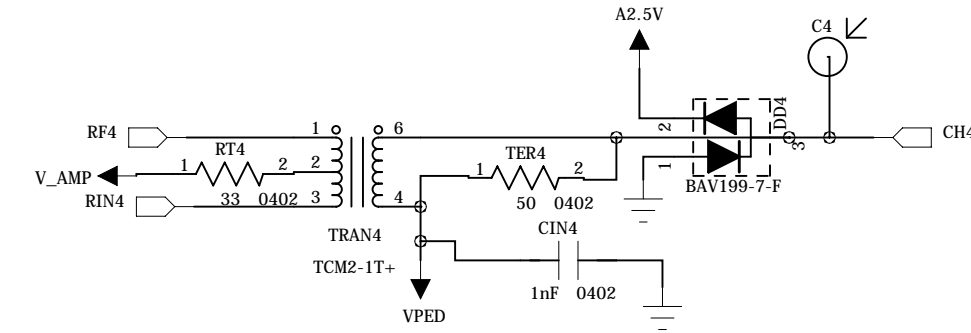 A2.5V
C4
RF4
1
6
2
DD4
CH4
3
RT4
1
2
2
TER4
1
2
1
V_AMP
BAV199-7-F
RIN4
33
0402
3
4
50
0402
TRAN4
CIN4
TCM2-1T+
1nF
0402
VPED